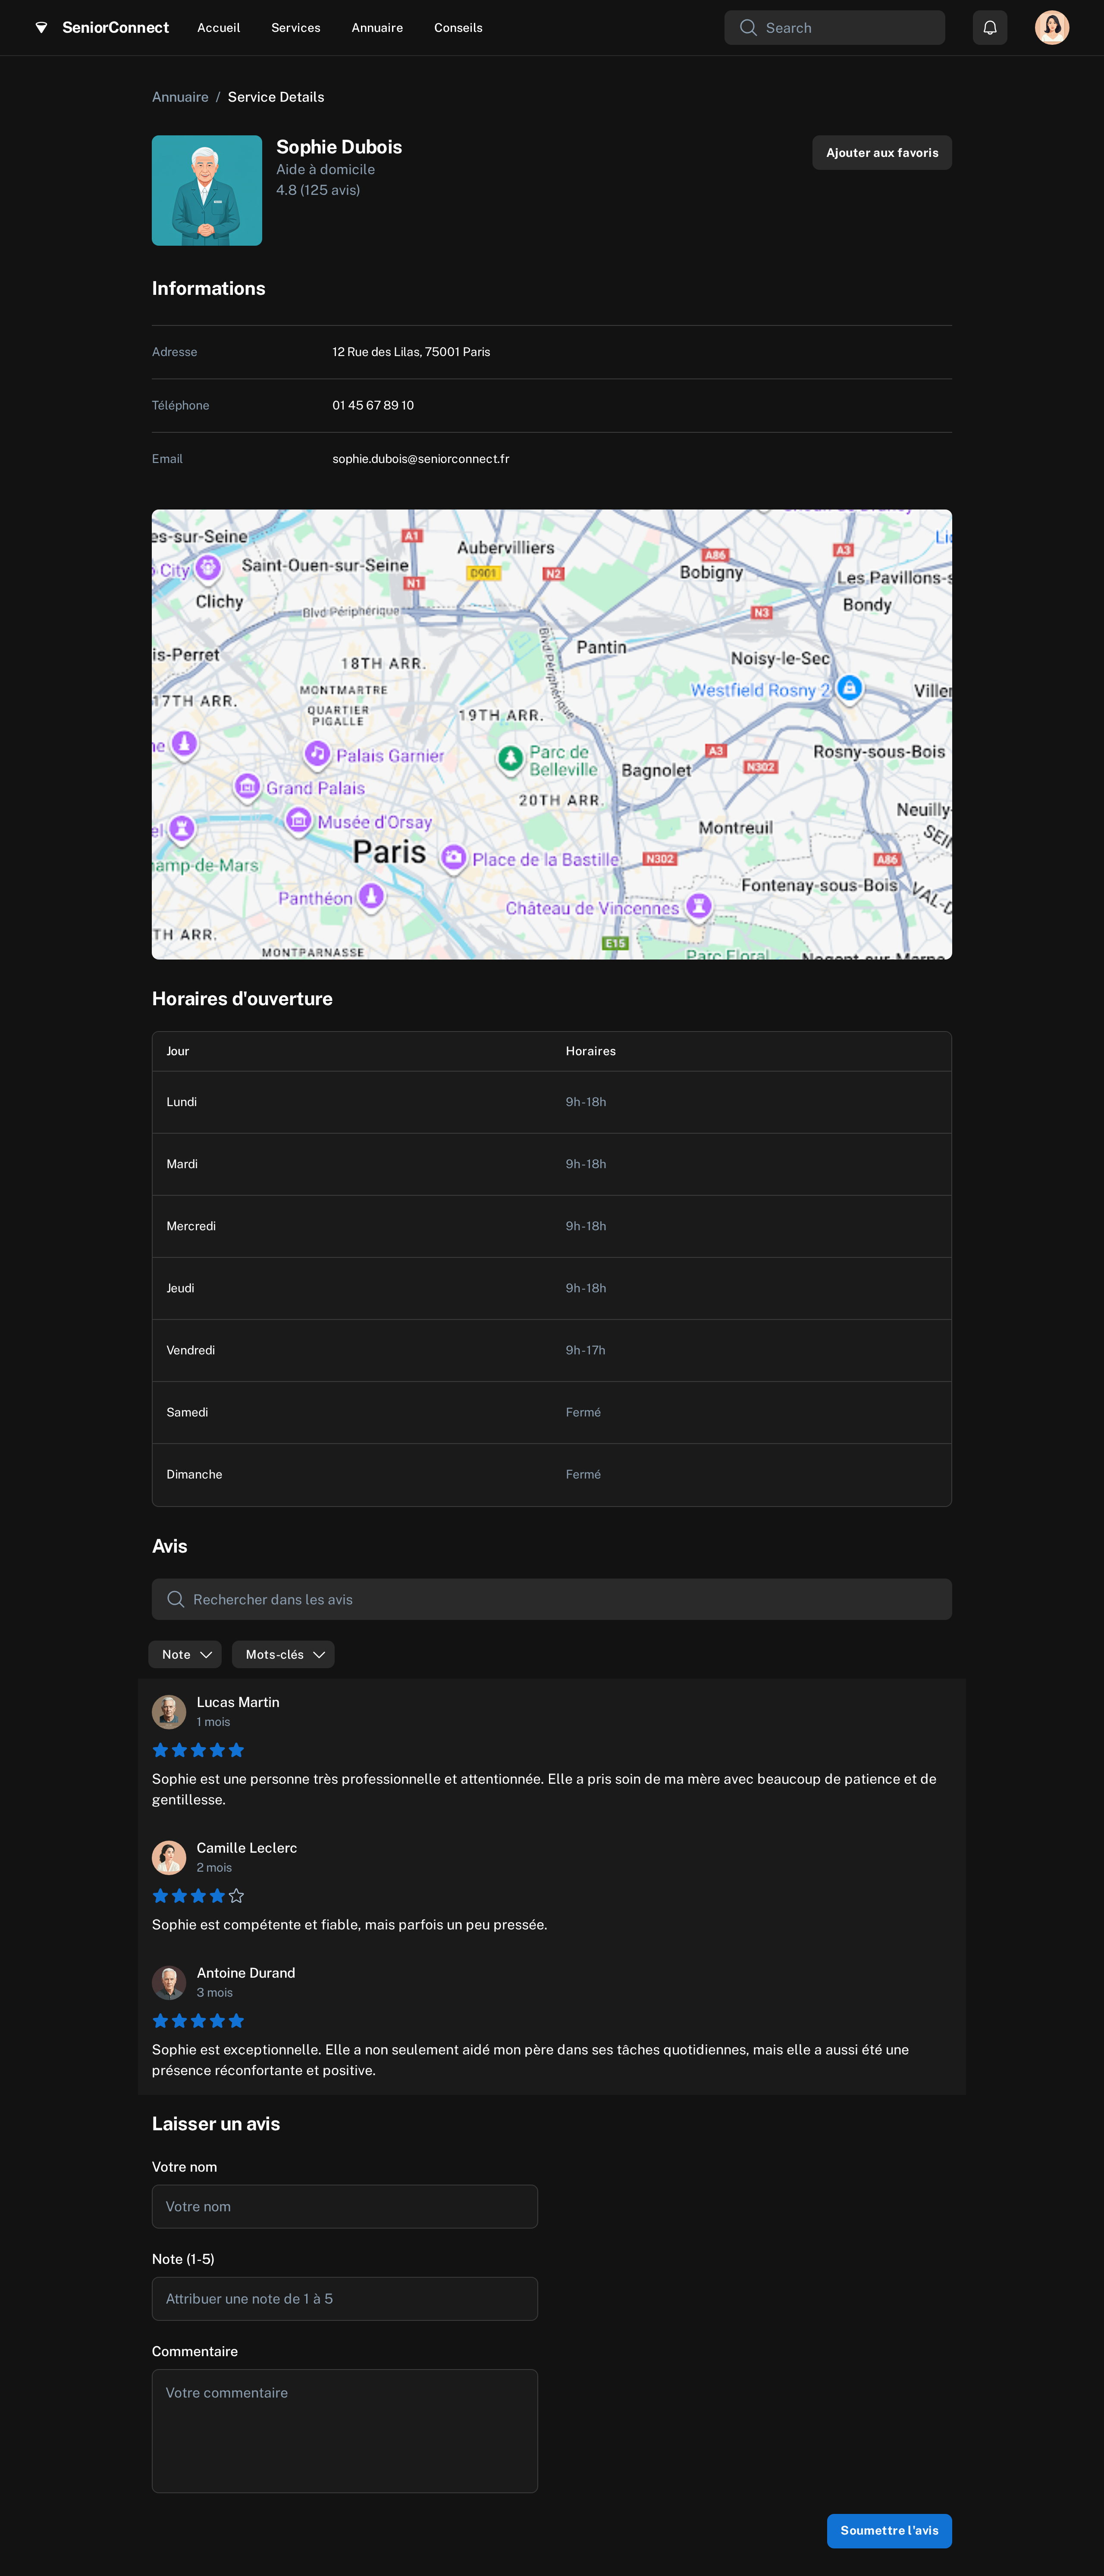 SeniorConnect
Accueil
Services
Annuaire
Conseils
Search
Annuaire / Service Details
Sophie Dubois
Aide à domicile
4.8 (125 avis)
Ajouter aux favoris
Informations
Adresse 12 Rue des Lilas, 75001 Paris
Téléphone 01 45 67 89 10
Email sophie.dubois@seniorconnect.fr
es-sur-Seine
A1
Aubervilliers
A86
A3
City
Saint-Ouen-sur-Seine
D901
N2
N1
Bobigny
Les Pavillons-s
Clichy
Blvd Périphérique
N3
Bondy
is-Perret
18TH ARR.
Blvd Périphérique
Pantin
Noisy-le-Sec
17TH ARR.
MONTMARTRE
QUARTIER
PIGALLE
19TH ARR.
Westfield Rosny 2
Viller
ne
Palais Garnier
Parc de
Belleville
A3
Rosny-sous-Bois
Bagnolet
N302
Grand Palais
20TH ARR.
Neuilly-
el
Musée d'Orsay
Montreuil
SEIN
Paris
amp-de-Mars
Place de la Bastille
N302
A86
Panthéon
Fontenay-sous-Bois
VAL-D
Château de Vincennes
TH ARR.
MONTPARNASSE
E15
Parc Floral
Nogent-sur-Marne
Horaires d'ouverture
Jour Horaires
Lundi 9h-18h
Mardi 9h-18h
Mercredi 9h-18h
Jeudi 9h-18h
Vendredi 9h-17h
Samedi Fermé
Dimanche Fermé
Avis
Rechercher dans les avis
Note
Mots-clés
Lucas Martin
1 mois
Sophie est une personne très professionnelle et attentionnée. Elle a pris soin de ma mère avec beaucoup de patience et de
gentillesse.
Camille Leclerc
2 mois
Sophie est compétente et fiable, mais parfois un peu pressée.
Antoine Durand
3 mois
Sophie est exceptionnelle. Elle a non seulement aidé mon père dans ses tâches quotidiennes, mais elle a aussi été une
présence réconfortante et positive.
Laisser un avis
Votre nom
Votre nom
Note (1-5)
Attribuer une note de 1 à 5
Commentaire
Votre commentaire
Soumettre l'avis